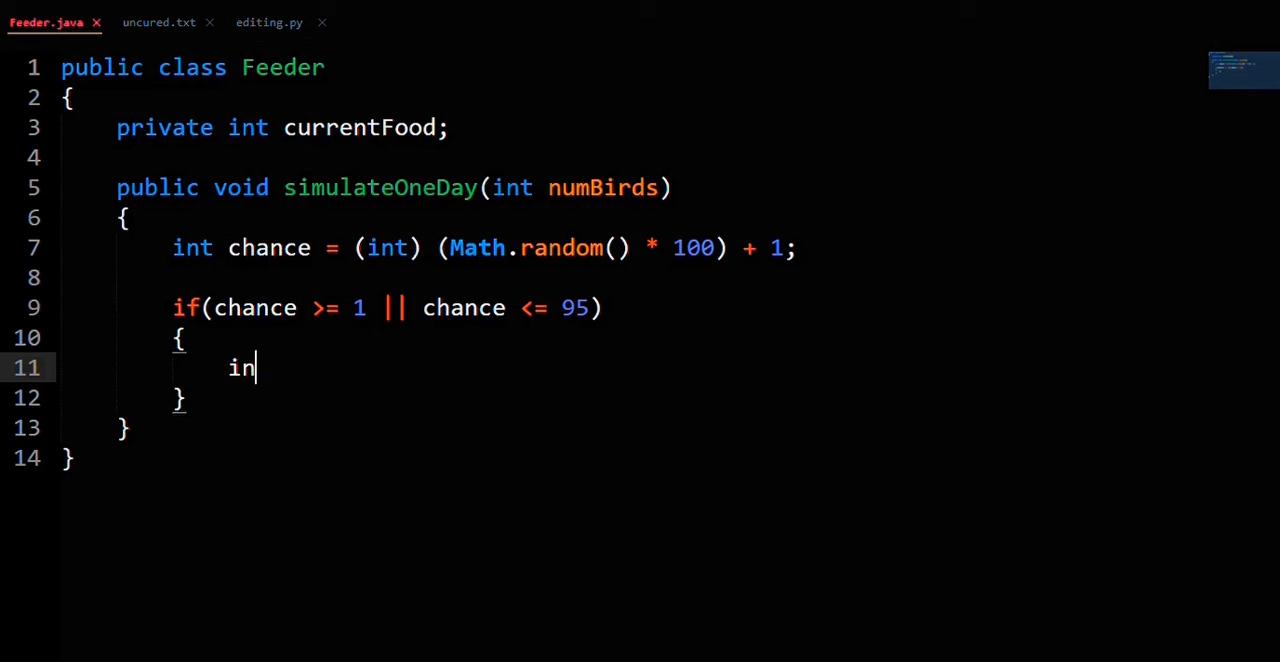 Feeder.java × uncured.txt × editing.py ×
1 public class Feeder
2 {
3 private int currentFood;
4
5 public void simulateOneDay(int numBirds)
6 {
7 int chance = (int) (Math.random() * 100) + 1;
8
9 if(chance >= 1 || chance <= 95)
10 {
11 in
12 }
13 }
14 }